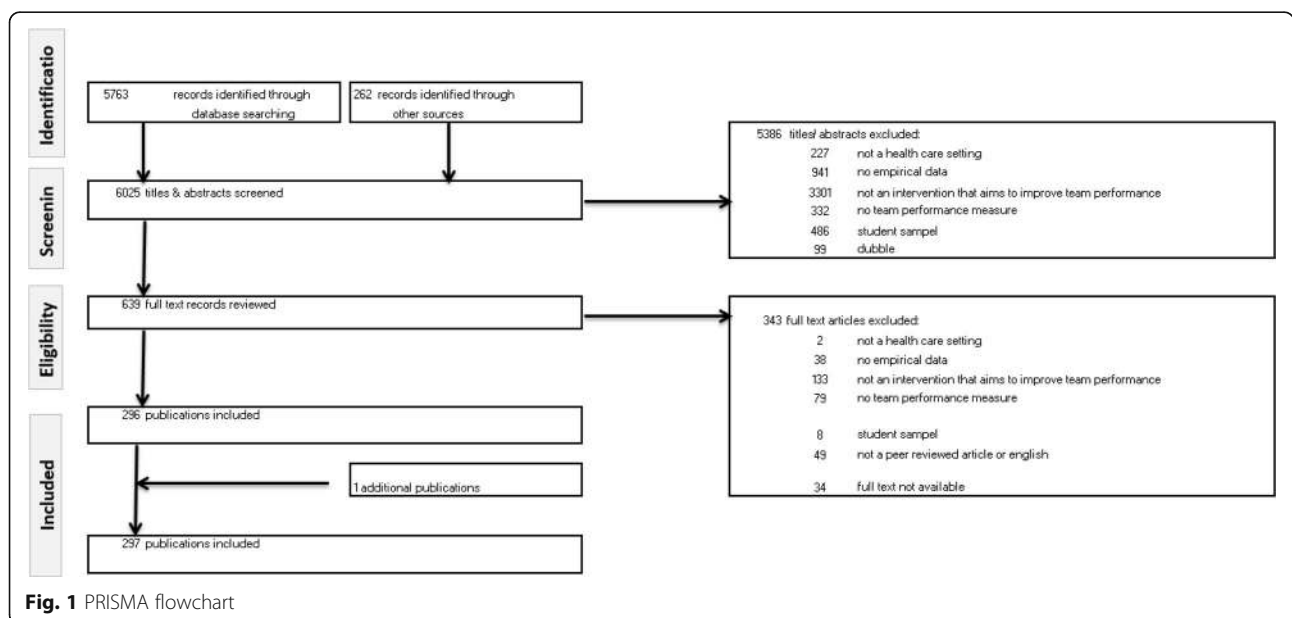 Identificatio
5763 records identified through
database searching
262 records identified through
other sources
5386 titles/ abstracts excluded:
227 not a health care setting
941 no empirical data
3301 not an intervention that aims to improve team performance
332 no team performance measure
486 student sampel
99 dubble
Screenin
6025 titles & abstracts screened
Eligibility
639 full text records reviewed
343 full text articles excluded:
2 not a health care setting
38 no empirical data
133 not an intervention that aims to improve team performance
79 no team performance measure
8 student sampel
49 not a peer reviewed article or english
34 full text not available
Included
296 publications included
1 additional publications
297 publications included
Fig. 1 PRISMA flowchart